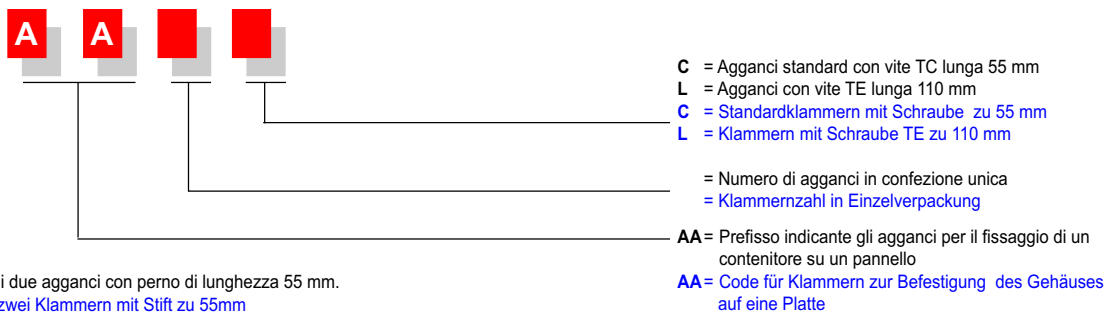 A A
C = Agganci standard con vite TC lunga 55 mm
L = Agganci con vite TE lunga 110 mm
C = Standardklammern mit Schraube zu 55 mm
L = Klammern mit Schraube TE zu 110 mm
= Numero di agganci in confezione unica
= Klammernzahl in Einzelverpackung
AA = Prefisso indicante gli agganci per il fissaggio di un
contenitore su un pannello
AA = Code für Klammern zur Befestigung des Gehäuses
auf eine Platte
i due agganci con perno di lunghezza 55 mm.
zwei Klammern mit Stift zu 55mm